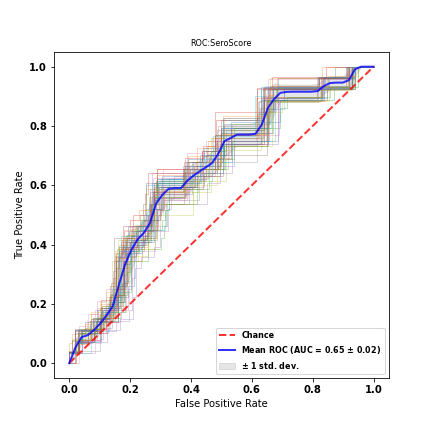 ROC:SeroScore
1.0
0.8
0.6
0.4
0.2
0.0
True Positive Rate
Chance
Mean ROC (AUC = 0.65 ± 0.02)
± 1 std. dev.
0.0 0.2 0.4 0.6 0.8 1.0
False Positive Rate